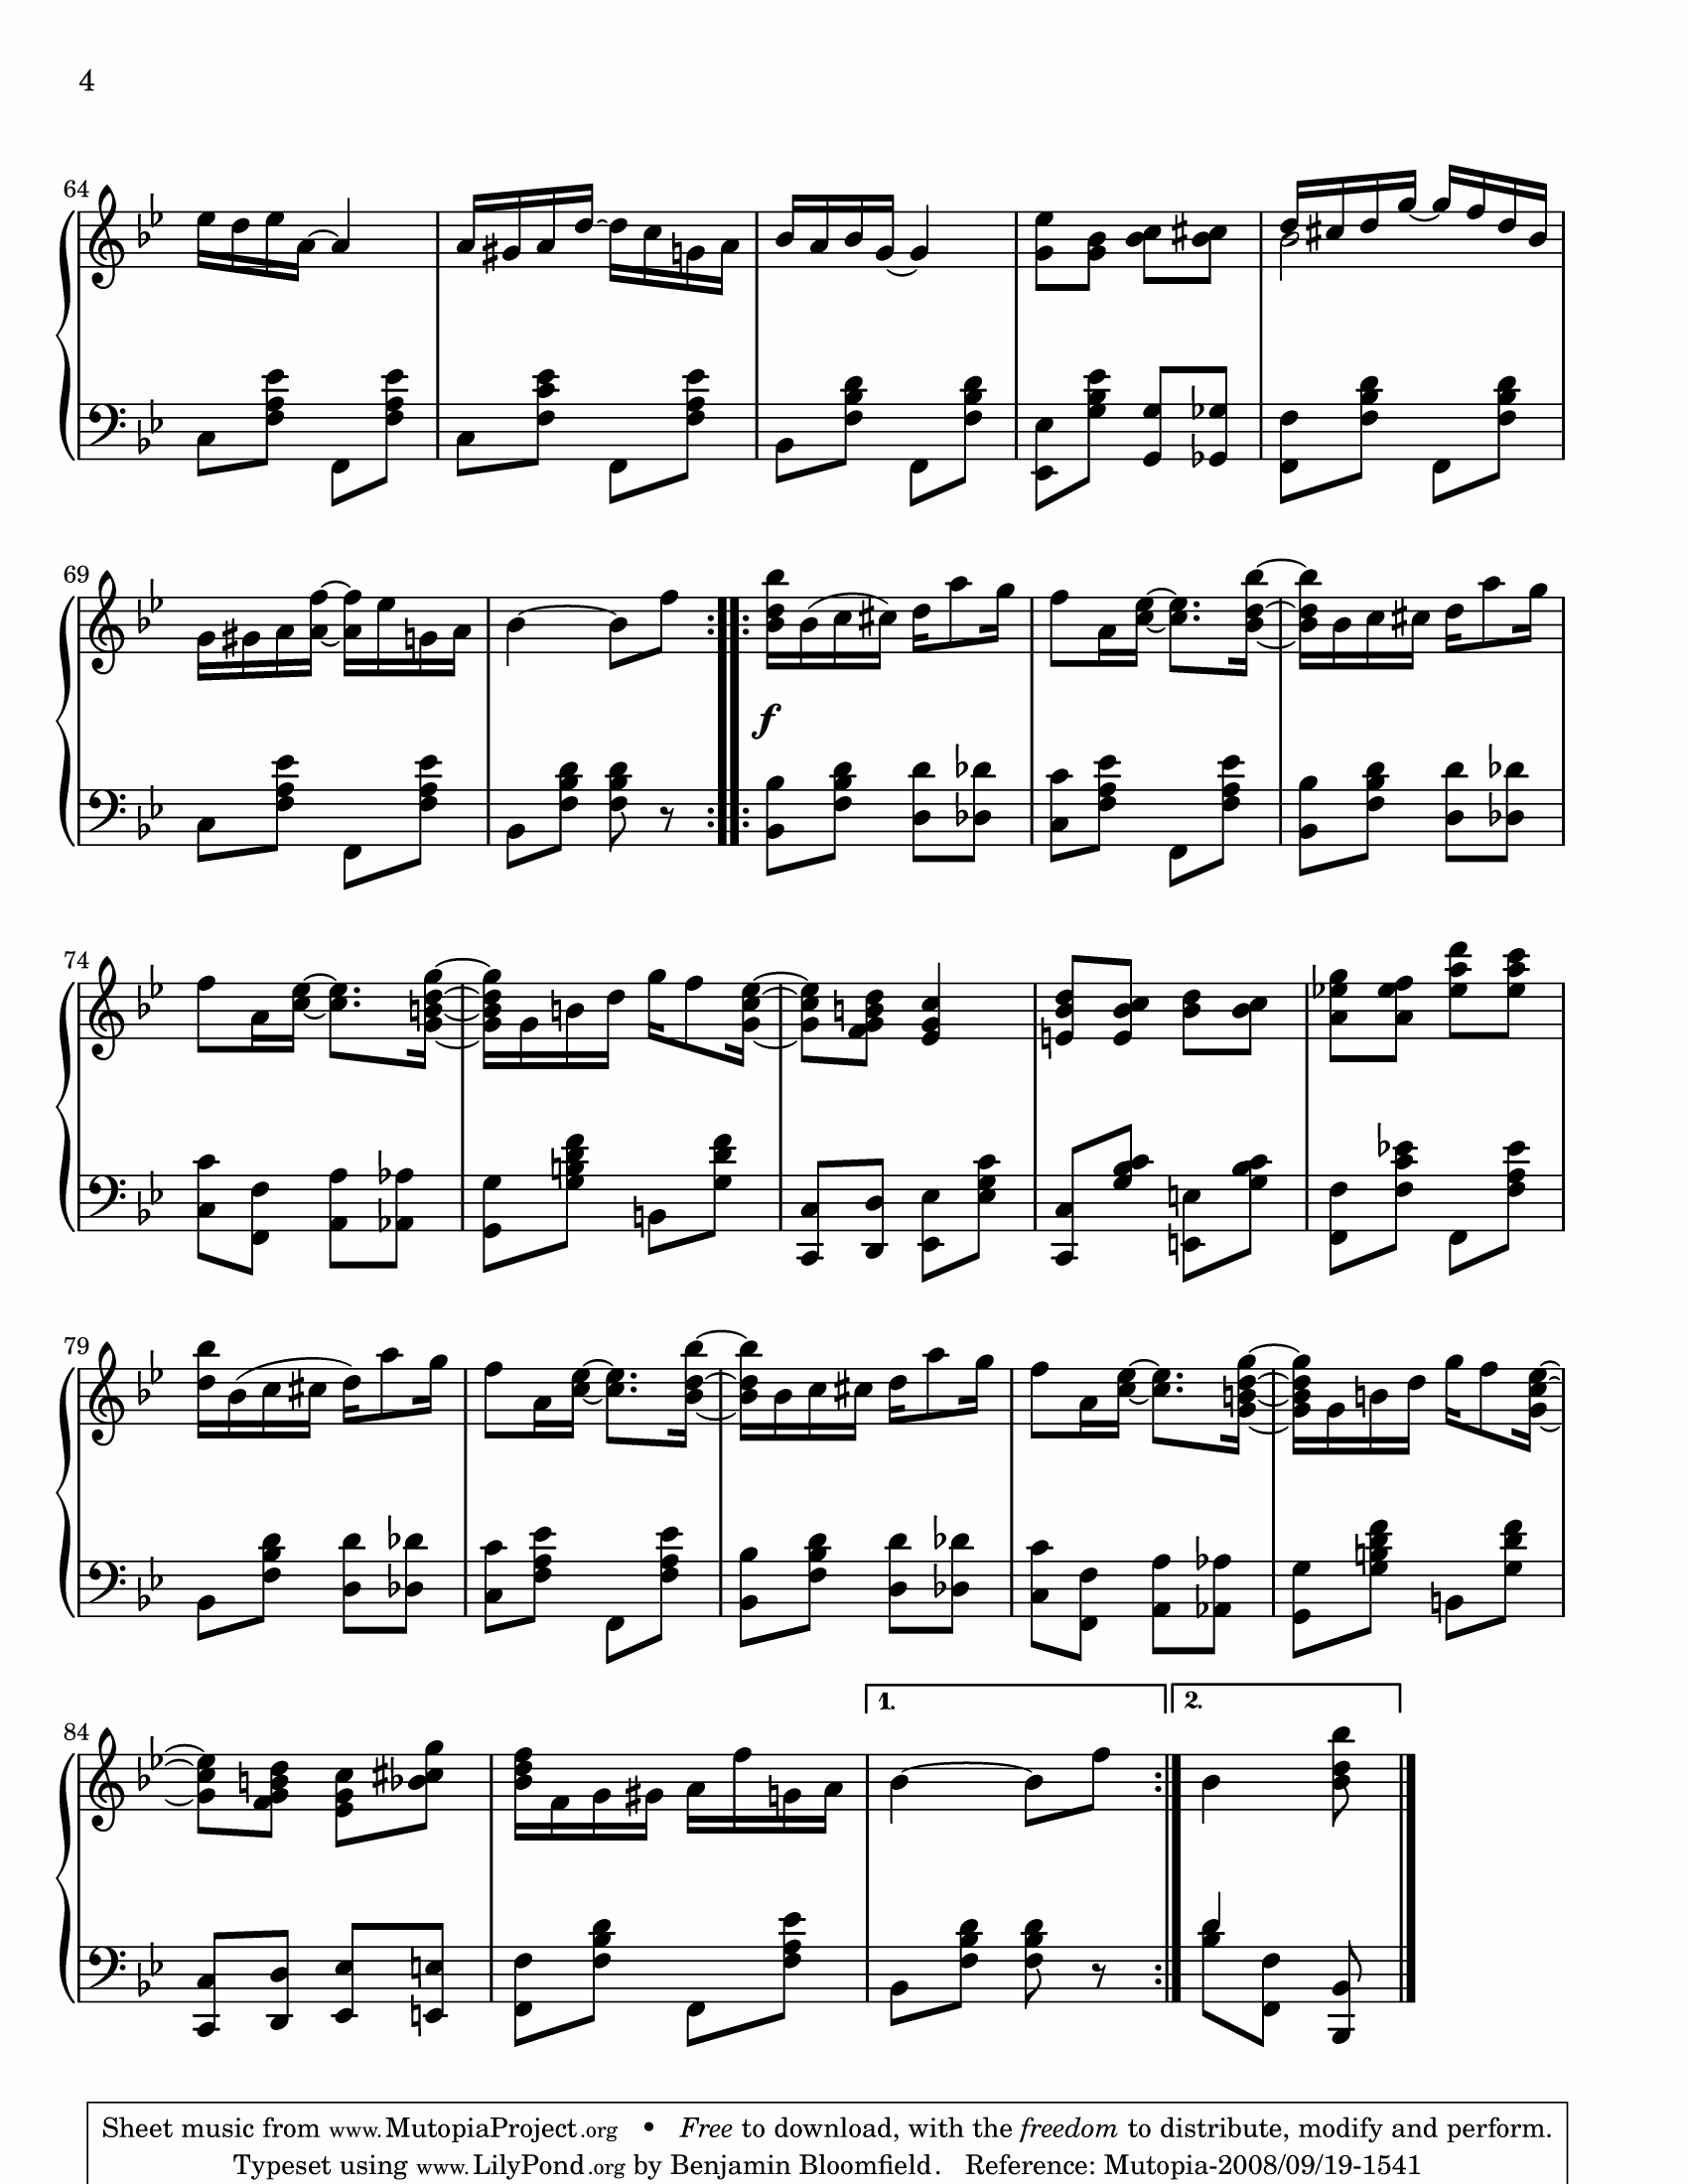 4
64
69
f
74
79
84
1.
2.
Sheet music from www.MutopiaProject.org • Free to download, with the freedom to distribute, modify and perform.
Typeset using www.LilyPond.org by Benjamin Bloomfield. Reference: Mutopia-2008/09/19-1541